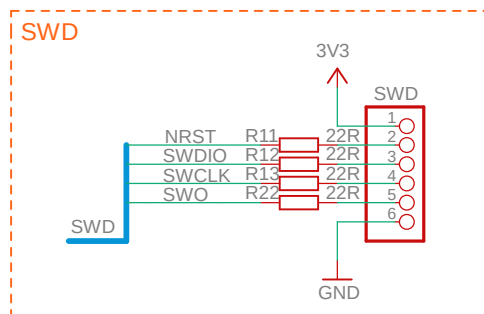 SWD
3V3
SWD
1
NRST R11 22R 2
SWDIO R12 22R 3
SWCLK R13 22R 4
SWO R22 22R 5
6
SWD
GND